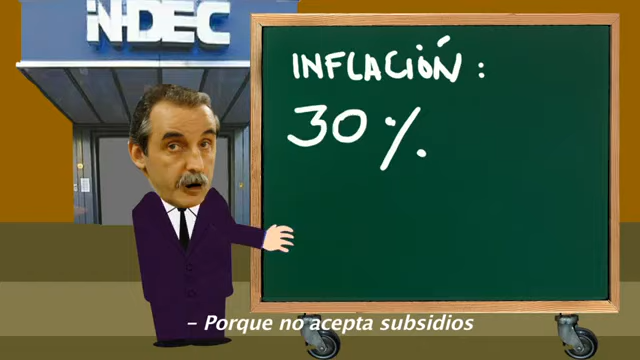 INDEC
INFLACIÓN:
30%
- Porque no acepta subsidios